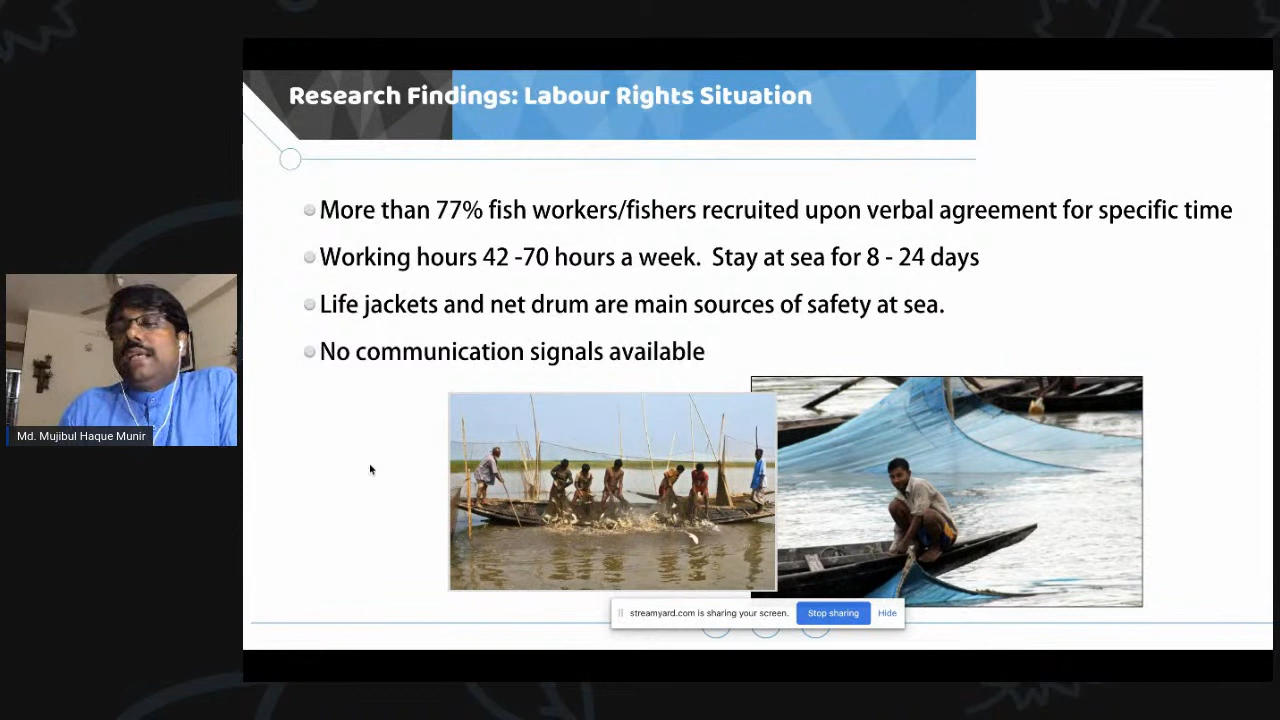 Research Findings: Labour Rights Situation
More than 77% fish workers/fishers recruited upon verbal agreement for specific time
Working hours 42 -70 hours a week. Stay at sea for 8 - 24 days
Life jackets and net drum are main sources of safety at sea.
No communication signals available
Md. Mujibul Haque Munir
streamyard.com is sharing your screen. Stop sharing Hide